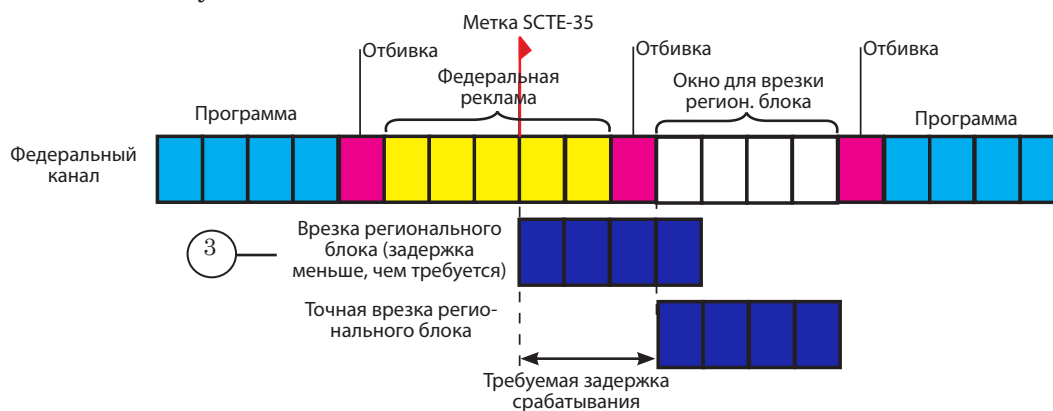 Метка SCTE-35
Отбивка
Отбивка
Отбивка
Федеральная
реклама
Окно для врезки
регион. блока
Программа
Программа
Федеральный
канал
3
Врезка регионального
блока (задержка
меньше, чем требуется)
Точная врезка регио-
нального блока
Требуемая задержка
срабатывания